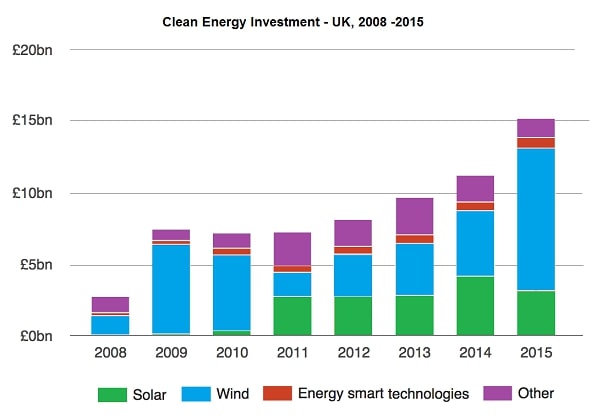 Clean Energy Investment - UK, 2008 -2015
£20bn
£15bn
£10bn
£5bn
£0bn
2008 2009 2010 2011 2012 2013 2014 2015
Solar Wind Energy smart technologies Other